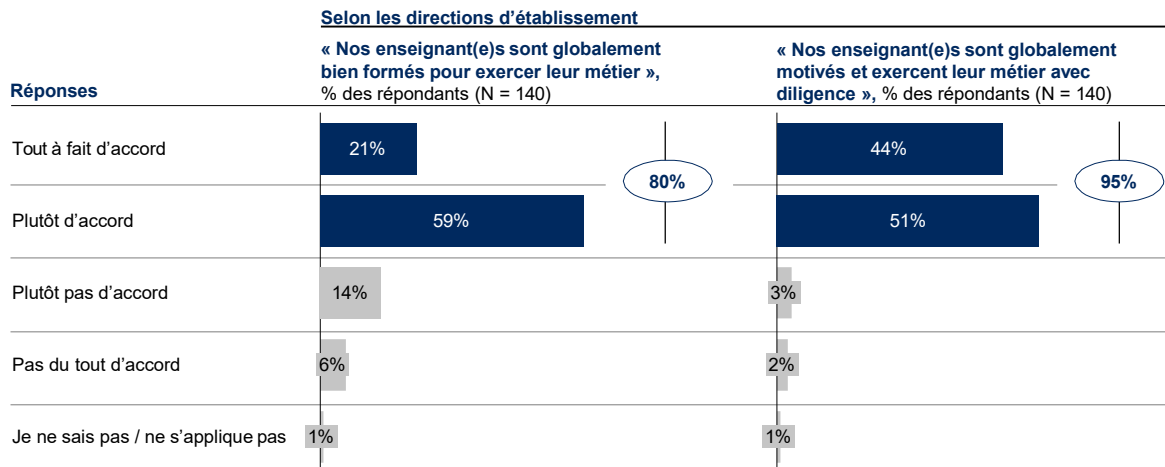 Selon les directions d’établissement
Réponses
« Nos enseignant(e)s sont globalement
bien formés pour exercer leur métier »,
% des répondants (N = 140)
« Nos enseignant(e)s sont globalement
motivés et exercent leur métier avec
diligence », % des répondants (N = 140)
Tout à fait d’accord
21%
44%
80%
95%
Plutôt d’accord
59%
51%
Plutôt pas d’accord
14%
3%
Pas du tout d’accord
6%
2%
Je ne sais pas / ne s’applique pas
1%
1%